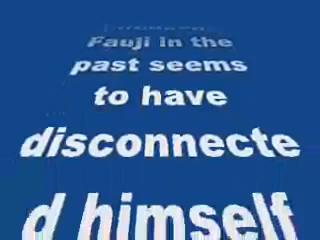 Fauji in the
past seems
to have
disconnecte
d himself